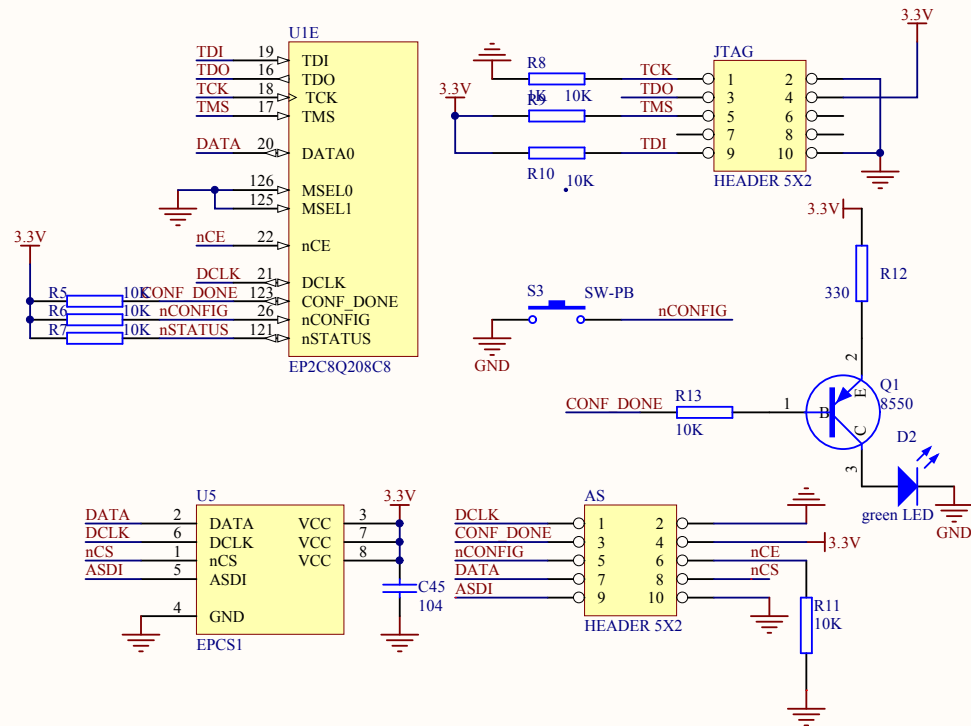 U1E
TDI 19 TDI
TDO 16 TDO
TCK 18 TCK
TMS 17 TMS
DATA 20 DATA0
126 MSEL0
125 MSEL1
nCE 22 nCE
3.3V
DCLK 21 DCLK
R5 10K CONF_DONE 123 CONF_DONE
R6 10K nCONFIG 26 nCONFIG
R7 10K nSTATUS 121 nSTATUS
EP2C8Q208C8
3.3V
JTAG
R8 TCK 1 2
1K 10K
3.3V
R9 TDO 3 4
TMS 5 6
7 8
TDI 9 10
R10 10K
HEADER 5X2
3.3V
R12
330
S3 SW-PB
nCONFIG
GND
2
Q1
8550
E
B
C
CONF_DONE R13 1
10K
3
D2
green LED
GND
U5
3.3V
DATA 2 DATA VCC 3
DCLK 6 DCLK VCC 7
nCS 1 nCS VCC 8
ASDI 5 ASDI
4 GND
C45
104
EPCS1
AS
DCLK 1 2
CONF_DONE 3 4 3.3V
nCONFIG 5 6 nCE
DATA 7 8 nCS
ASDI 9 10
HEADER 5X2
R11
10K